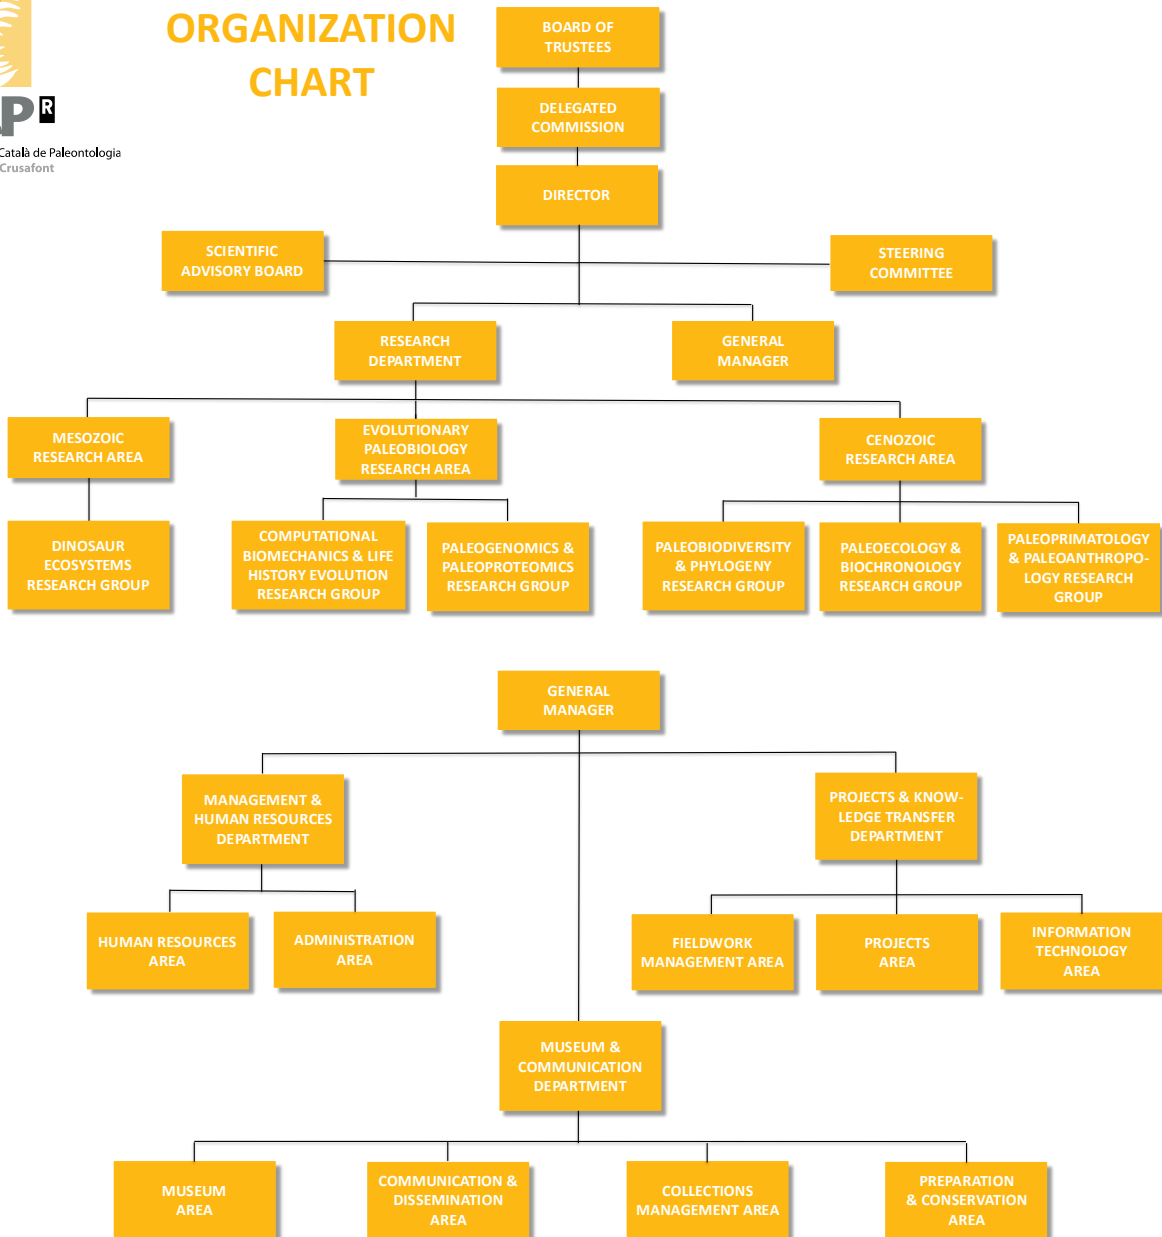 ORGANIZATION
CHART
R
Català de Paleontologia
Crusafont
BOARD OF
TRUSTEES
DELEGATED
COMMISSION
DIRECTOR
SCIENTIFIC
ADVISORY BOARD
STEERING
COMMITTEE
RESEARCH
DEPARTMENT
GENERAL
MANAGER
MESOZOIC
RESEARCH AREA
EVOLUTIONARY
PALEOBIOLOGY
RESEARCH AREA
CENOZOIC
RESEARCH AREA
DINOSAUR
ECOSYSTEMS
RESEARCH GROUP
COMPUTATIONAL
BIOMECHANICS & LIFE
HISTORY EVOLUTION
RESEARCH GROUP
PALEOGENOMICS &
PALEOPROTEOMICS
RESEARCH GROUP
PALEOBIODIVERSITY
& PHYLOGENY
RESEARCH GROUP
PALEOECOLOGY &
BIOCHRONOLOGY
RESEARCH GROUP
PALEOPRIMATOLOGY
& PALEOANTHROPO-
LOGY RESEARCH
GROUP
GENERAL
MANAGER
MANAGEMENT &
HUMAN RESOURCES
DEPARTMENT
PROJECTS & KNOW-
LEDGE TRANSFER
DEPARTMENT
HUMAN RESOURCES
AREA
ADMINISTRATION
AREA
FIELDWORK
MANAGEMENT AREA
PROJECTS
AREA
INFORMATION
TECHNOLOGY
AREA
MUSEUM &
COMMUNICATION
DEPARTMENT
MUSEUM
AREA
COMMUNICATION &
DISSEMINATION
AREA
COLLECTIONS
MANAGEMENT AREA
PREPARATION
& CONSERVATION
AREA